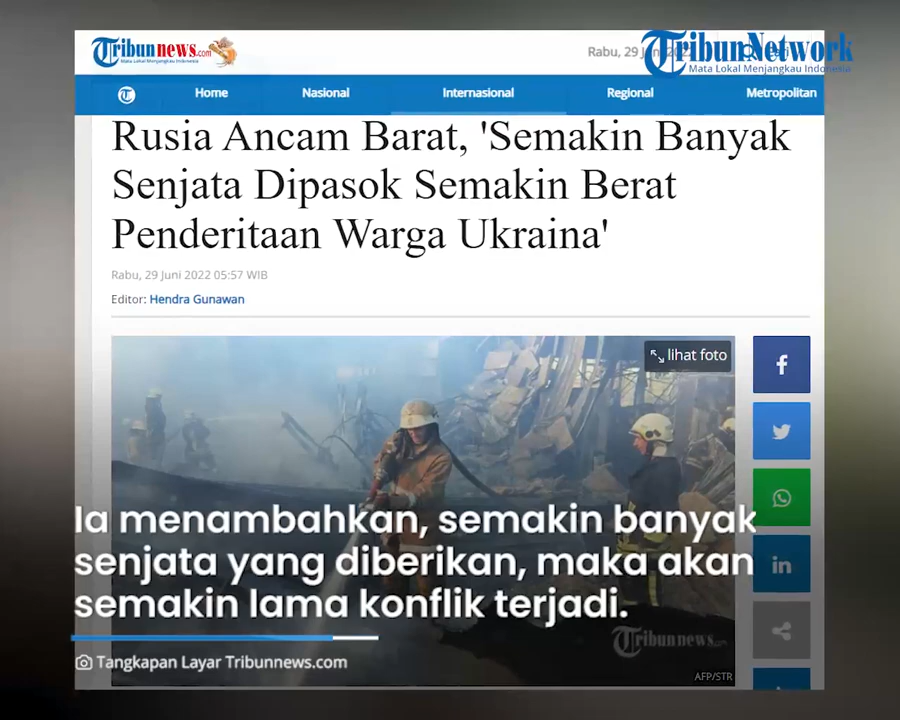 Tribunnews.com
Mata Lokal Menjangkau Indonesia
Rabu, 29
TribunNetwork
Mata Lokal Menjangkau Indonesia
Home Nasional Internasional Regional Metropolitan
Rusia Ancam Barat, 'Semakin Banyak
Senjata Dipasok Semakin Berat
Penderitaan Warga Ukraina'
Rabu, 29 Juni 2022 05:57 WIB
Editor: Hendra Gunawan
lihat foto
Ia menambahkan, semakin banyak
senjata yang diberikan, maka akan
semakin lama konflik terjadi.
Tribunnews.com
Tangkapan Layar Tribunnews.com
AFP/STR